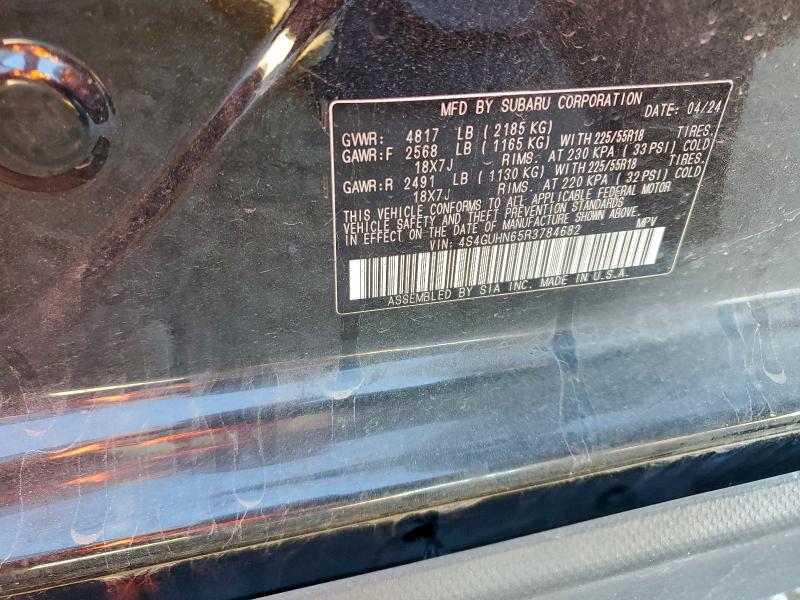 MFD BY SUBARU CORPORATION DATE: 04/24
GVWR: 4817 LB (2185 KG)
GAWR:F 2568 LB (1165 KG) WITH 225/55R18 TIRES.
18X7J RIMS. AT 230 KPA (33 PSI) COLD
GAWR:R 2491 LB (1130 KG) WITH 225/55R18 TIRES.
18X7J RIMS. AT 220 KPA (32 PSI) COLD
THIS VEHICLE CONFORMS TO ALL APPLICABLE FEDERAL MOTOR
VEHICLE SAFETY AND THEFT PREVENTION STANDARDS
IN EFFECT ON THE DATE OF MANUFACTURE SHOWN ABOVE.
VIN: 4S4GUHN65R3784682 MPV
ASSEMBLED BY SIA INC. MADE IN U.S.A.